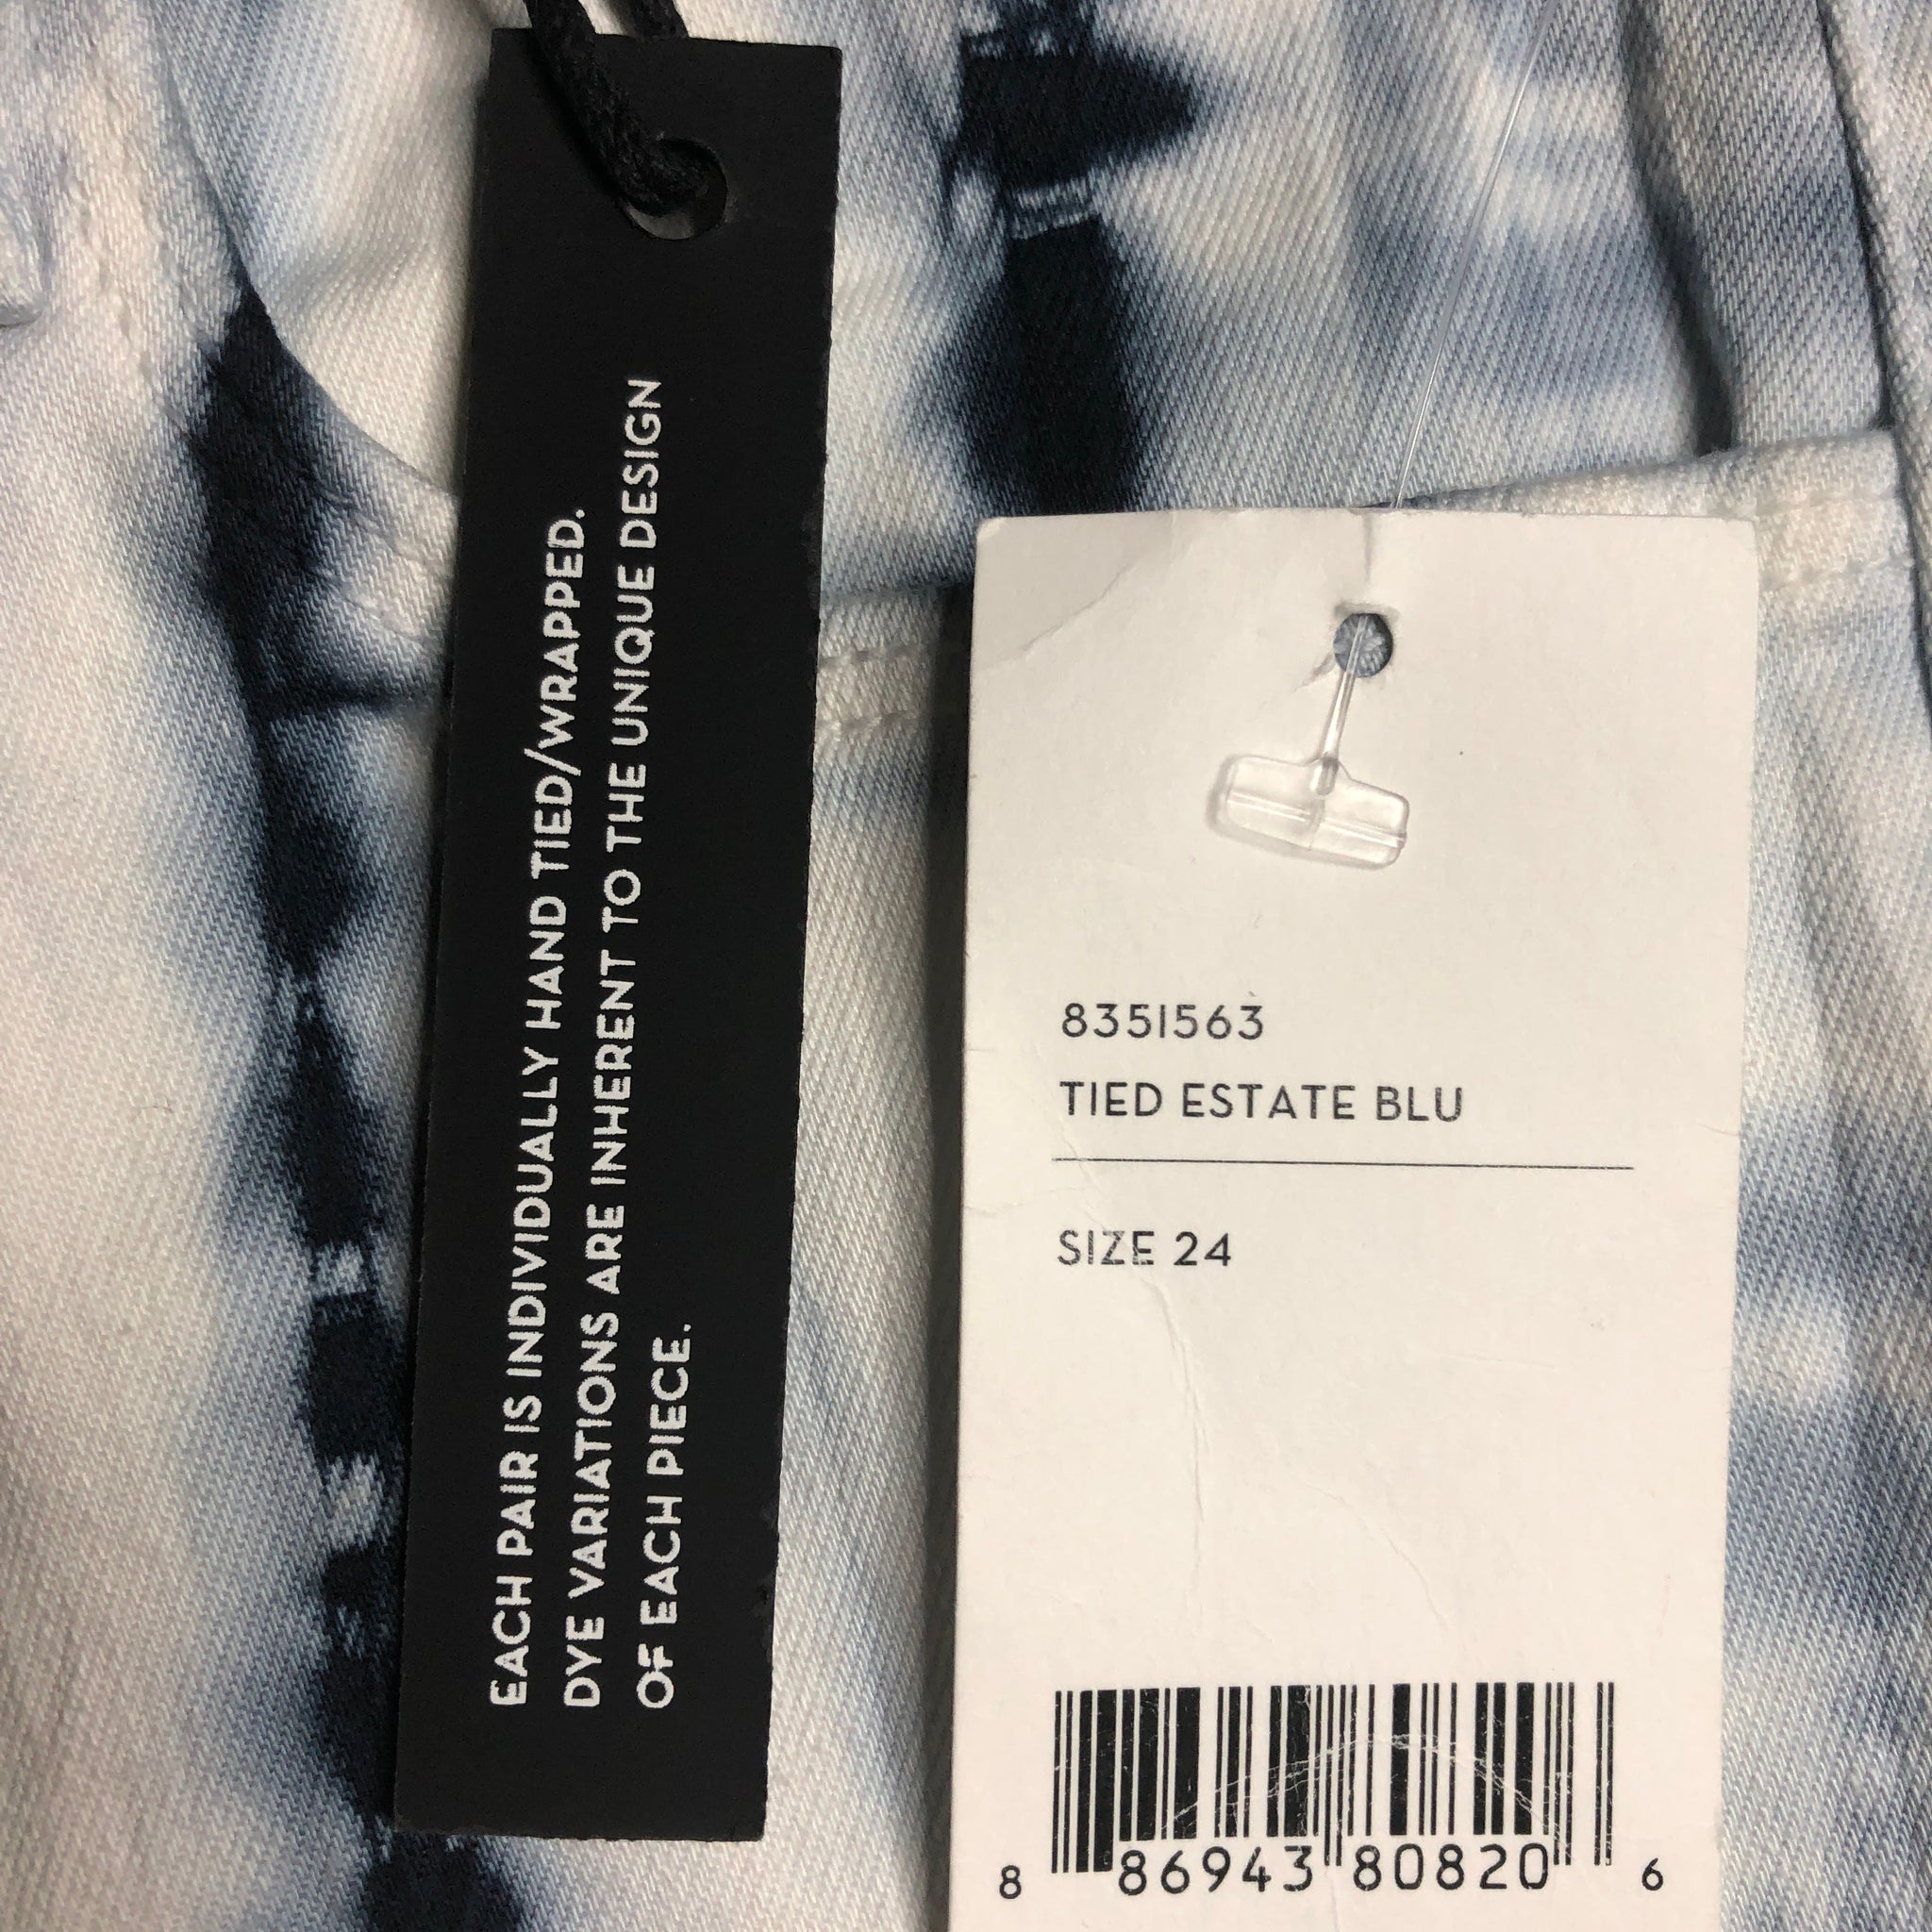 EACH PAIR IS INDIVIDUALLY HAND TIED/WRAPPED.
DYE VARIATIONS ARE INHERENT TO THE UNIQUE DESIGN
OF EACH PIECE.
8351563
TIED ESTATE BLU
SIZE 24
8 86943 80820 6